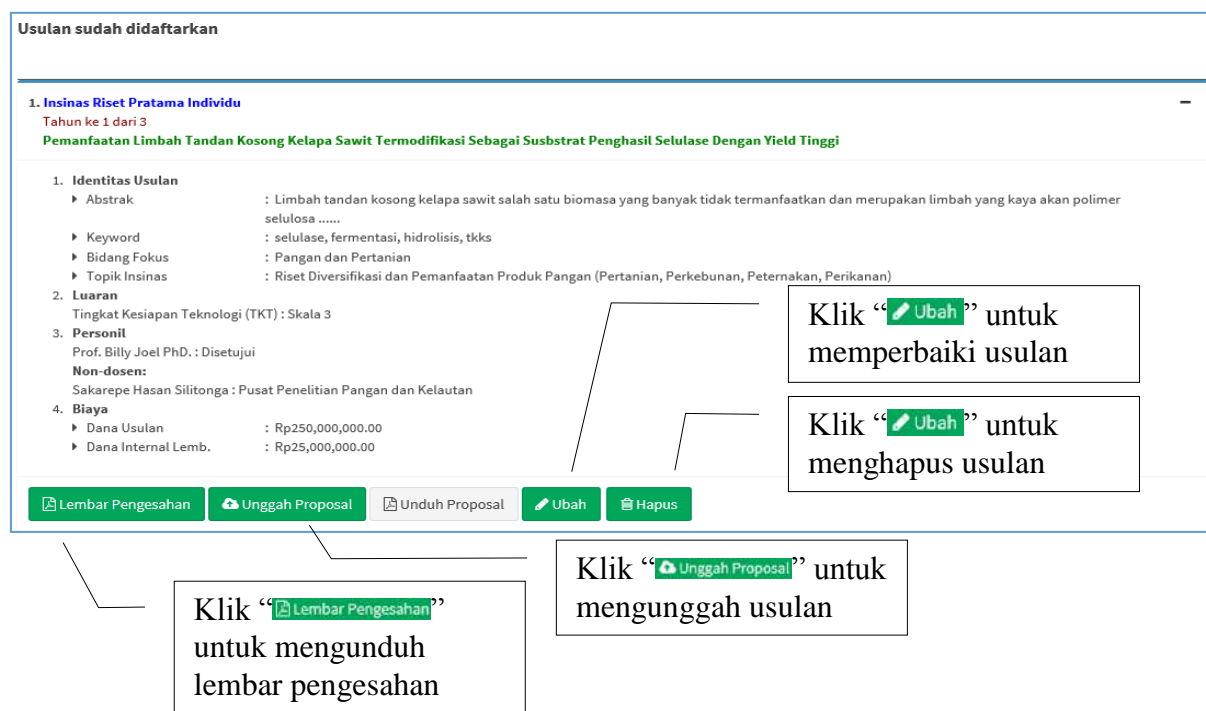 Usulan sudah didaftarkan
1. Insinas Riset Pratama Individu
Tahun ke 1 dari 3
Pemanfaatan Limbah Tandan Kosong Kelapa Sawit Termodifikasi Sebagai Susbstrat Penghasil Selulase Dengan Yield Tinggi
1. Identitas Usulan
Abstrak : Limbah tandan kosong kelapa sawit salah satu biomasa yang banyak tidak termanfaatkan dan merupakan limbah yang kaya akan polimer
selulosa ......
Keyword : selulase, fermentasi, hidrolisis, tkks
Bidang Fokus : Pangan dan Pertanian
Topik Insinas : Riset Diversifikasi dan Pemanfaatan Produk Pangan (Pertanian, Perkebunan, Peternakan, Perikanan)
2. Luaran
Tingkat Kesiapan Teknologi (TKT) : Skala 3
3. Personil
Prof. Billy Joel PhD. : Disetujui
Non-dosen:
Sakarepe Hasan Silitonga : Pusat Penelitian Pangan dan Kelautan
4. Biaya
Dana Usulan : Rp250,000,000.00
Dana Internal Lemb. : Rp25,000,000.00
Klik “Ubah” untuk
memperbaiki usulan
Klik “Ubah” untuk
menghapus usulan
Lembar Pengesahan Unggah Proposal Unduh Proposal Ubah Hapus
Klik “Unggah Proposal” untuk
mengunggah usulan
Klik “Lembar Pengesahan”
untuk mengunduh
lembar pengesahan